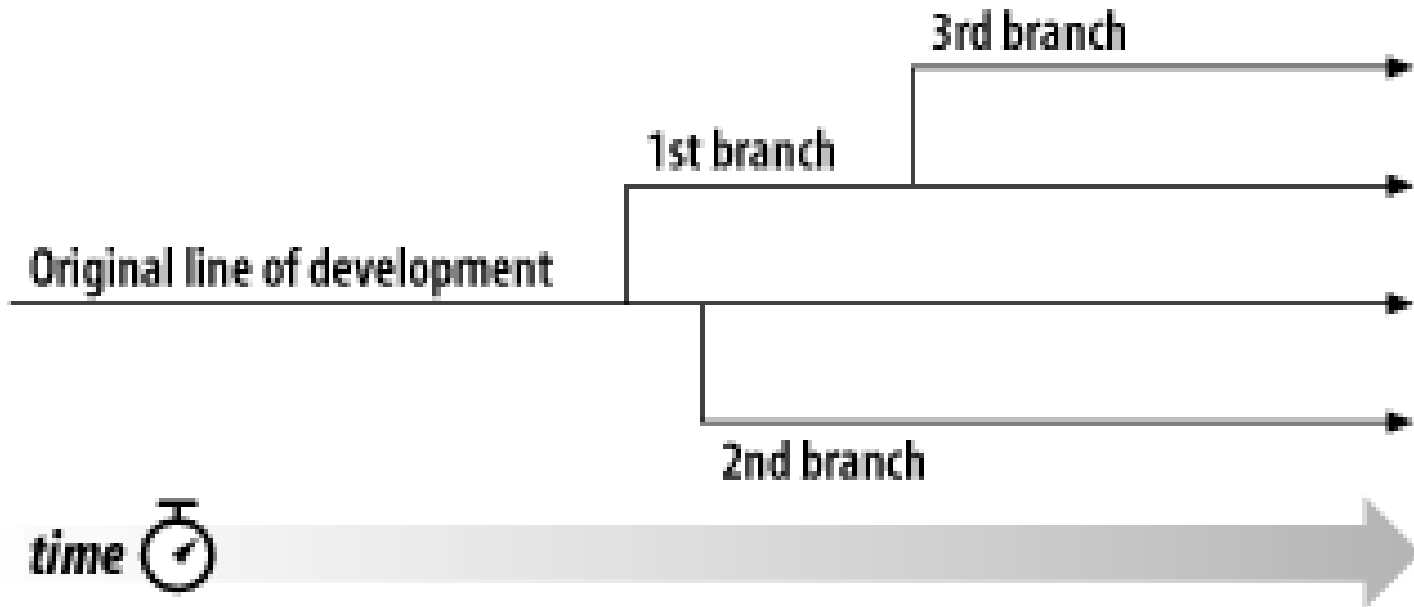 3rd branch
1st branch
Original line of development
2nd branch
time